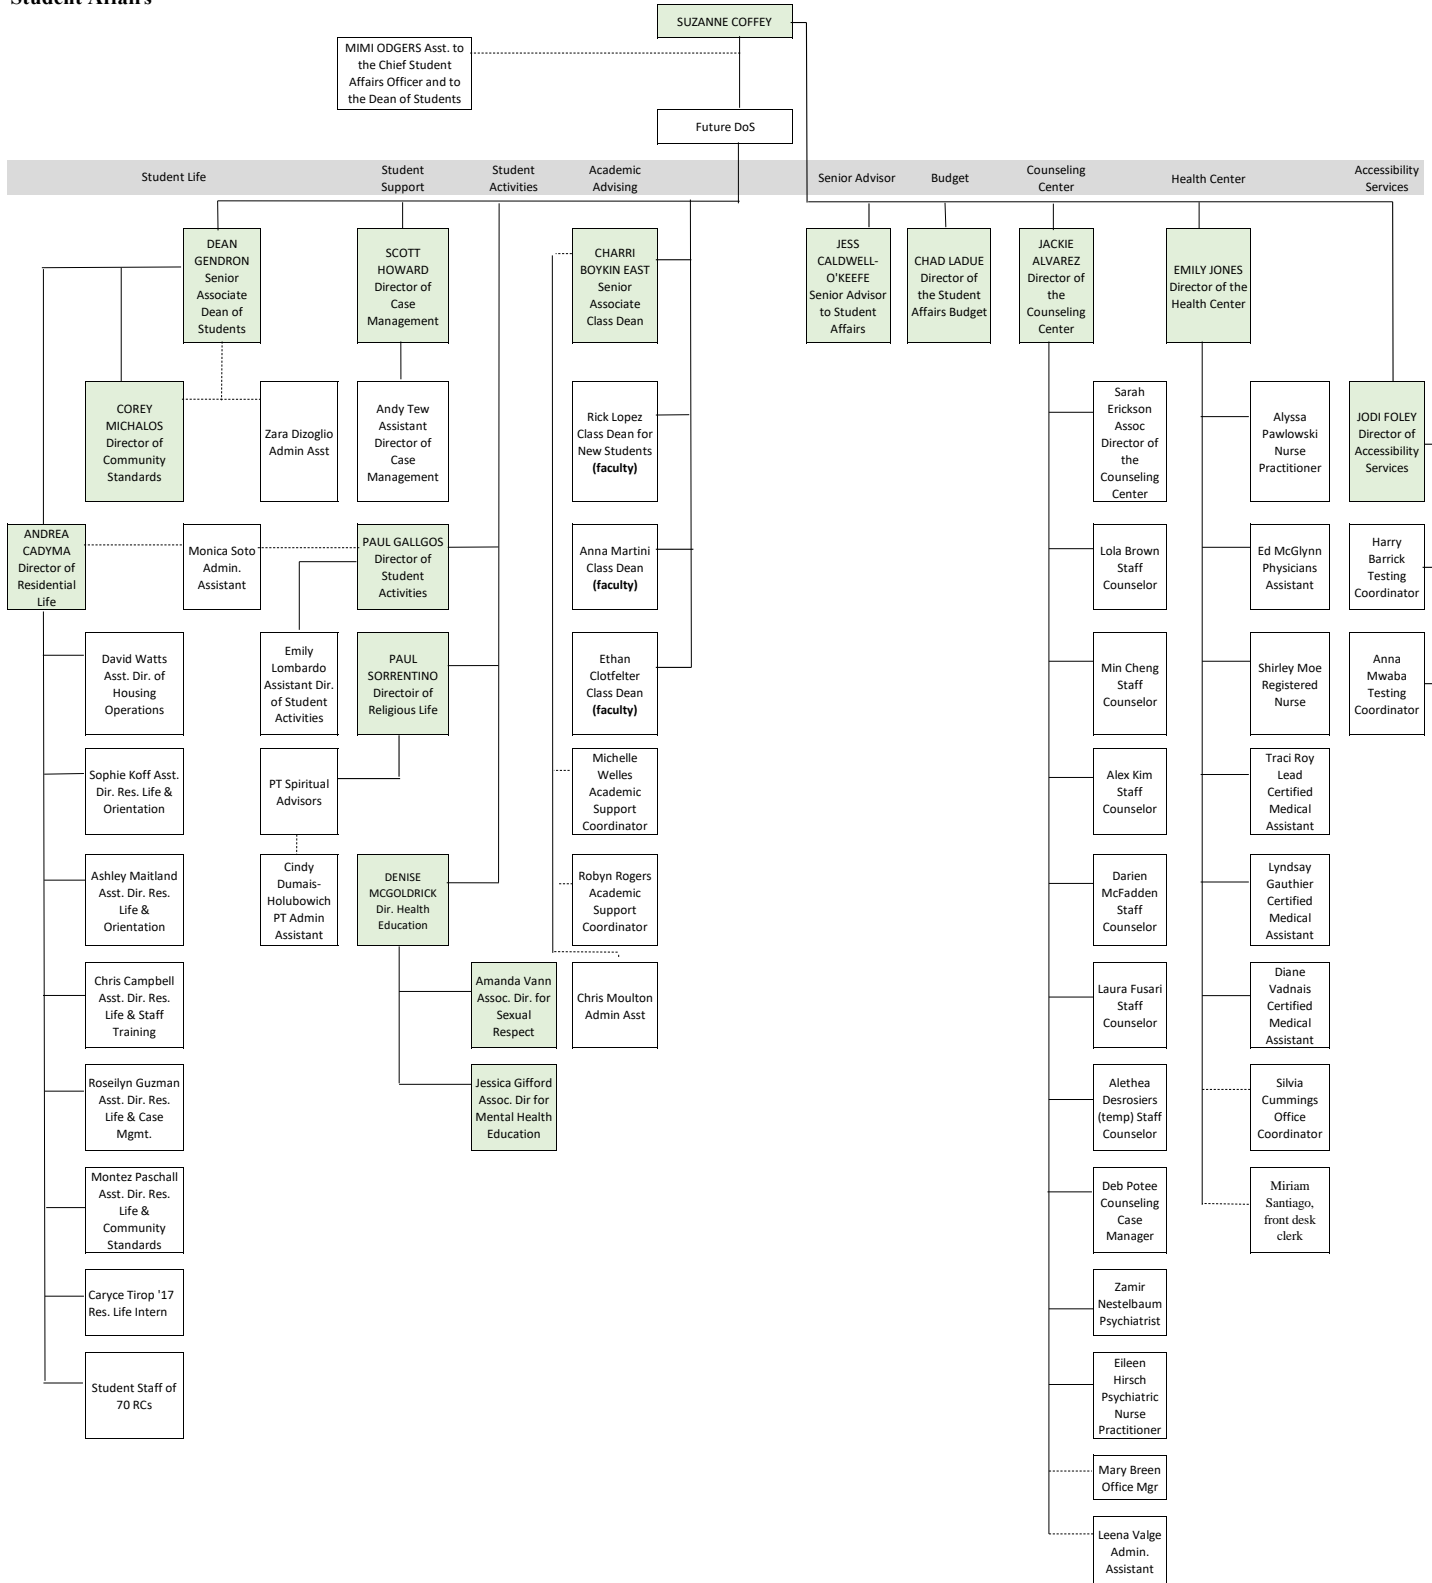 Student Affairs
SUZANNE COFFEY
MIMI ODGERS Asst. to
the Chief Student
Affairs Officer and to
the Dean of Students
Future DoS
Student Life
Student
Support
Student
Activities
Academic
Advising
Senior Advisor
Budget
Counseling
Center
Health Center
Accessibility
Services
DEAN
GENDRON
Senior
Associate
Dean of
Students
SCOTT
HOWARD
Director of
Case
Management
CHARRI
BOYKIN EAST
Senior
Associate
Class Dean
JESS
CALDWELL-
O'KEEFE
Senior Advisor
to Student
Affairs
CHAD LADUE
Director of
the Student
Affairs Budget
JACKIE
ALVAREZ
Director of
the
Counseling
Center
EMILY JONES
Director of the
Health Center
COREY
MICHALOS
Director of
Community
Standards
Zara Dizoglio
Admin Asst
Andy Tew
Assistant
Director of
Case
Management
Rick Lopez
Class Dean for
New Students
(faculty)
Sarah
Erickson
Assoc
Director of
the
Counseling
Center
Alyssa
Pawlowski
Nurse
Practitioner
JODI FOLEY
Director of
Accessibility
Services
ANDREA
CADYMA
Director of
Residential
Life
Monica Soto
Admin.
Assistant
PAUL GALLGOS
Director of
Student
Activities
Anna Martini
Class Dean
(faculty)
Lola Brown
Staff
Counselor
Ed McGlynn
Physicians
Assistant
Harry
Barrick
Testing
Coordinator
David Watts
Asst. Dir. of
Housing
Operations
Emily
Lombardo
Assistant Dir.
of Student
Activities
PAUL
SORRENTINO
Directoir of
Religious Life
Ethan
Clotfelter
Class Dean
(faculty)
Min Cheng
Staff
Counselor
Shirley Moe
Registered
Nurse
Anna
Mwaba
Testing
Coordinator
Sophie Koff Asst.
Dir. Res. Life &
Orientation
PT Spiritual
Advisors
Michelle
Welles
Academic
Support
Coordinator
Alex Kim
Staff
Counselor
Traci Roy
Lead
Certified
Medical
Assistant
Ashley Maitland
Asst. Dir. Res.
Life &
Orientation
Cindy
Dumais-
Holubowich
PT Admin
Assistant
DENISE
MCGOLDRICK
Dir. Health
Education
Robyn Rogers
Academic
Support
Coordinator
Darien
McFadden
Staff
Counselor
Lyndsay
Gauthier
Certified
Medical
Assistant
Chris Campbell
Asst. Dir. Res.
Life & Staff
Training
Amanda Vann
Assoc. Dir. for
Sexual
Respect
Chris Moulton
Admin Asst
Laura Fusari
Staff
Counselor
Diane
Vadnais
Certified
Medical
Assistant
Roseilyn Guzman
Asst. Dir. Res.
Life & Case
Mgmt.
Jessica Gifford
Assoc. Dir for
Mental Health
Education
Alethea
Desrosiers
(temp) Staff
Counselor
Silvia
Cummings
Office
Coordinator
Montez Paschall
Asst. Dir. Res.
Life &
Community
Standards
Deb Potee
Counseling
Case
Manager
Miriam
Santiago,
front desk
clerk
Caryce Tirop '17
Res. Life Intern
Zamir
Nestelbaum
Psychiatrist
Student Staff of
70 RCs
Eileen
Hirsch
Psychiatric
Nurse
Practitioner
Mary Breen
Office Mgr
Leena Valge
Admin.
Assistant